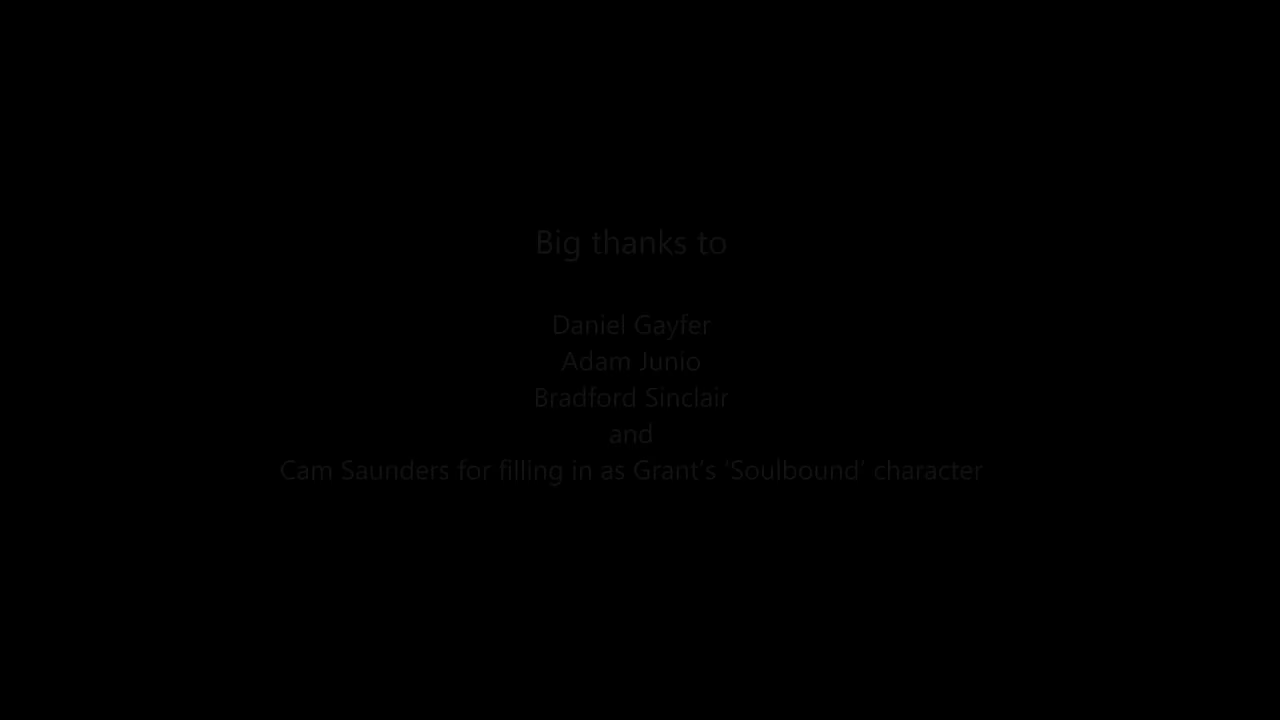 Big thanks to
Daniel Gayfer
Adam Junio
Bradford Sinclair
and
Cam Saunders for filling in as Grant's 'Soulbound' character